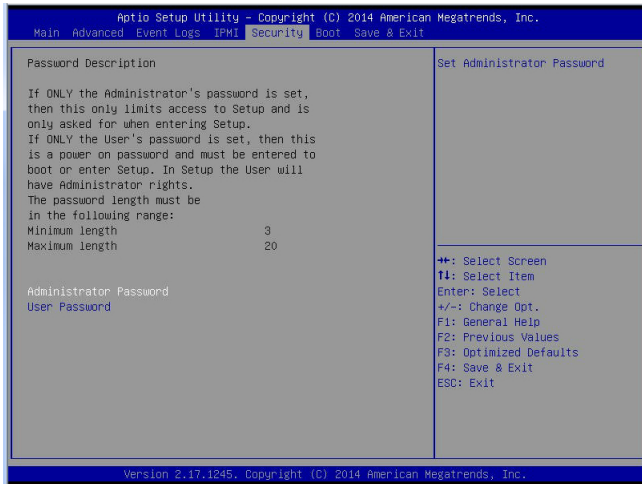 Aptio Setup Utility – Copyright (C) 2014 American Megatrends, Inc.
Main Advanced Event Logs IPMI Security Boot Save & Exit
Password Description
If ONLY the Administrator's password is set,
then this only limits access to Setup and is
only asked for when entering Setup.
If ONLY the User's password is set, then this
is a power on password and must be entered to
boot or enter Setup. In Setup the User will
have Administrator rights.
The password length must be
in the following range:
Minimum length 3
Maximum length 20
Administrator Password
User Password
Set Administrator Password
→←: Select Screen
↑↓: Select Item
Enter: Select
+/-: Change Opt.
F1: General Help
F2: Previous Values
F3: Optimized Defaults
F4: Save & Exit
ESC: Exit
Version 2.17.1245. Copyright (C) 2014 American Megatrends, Inc.